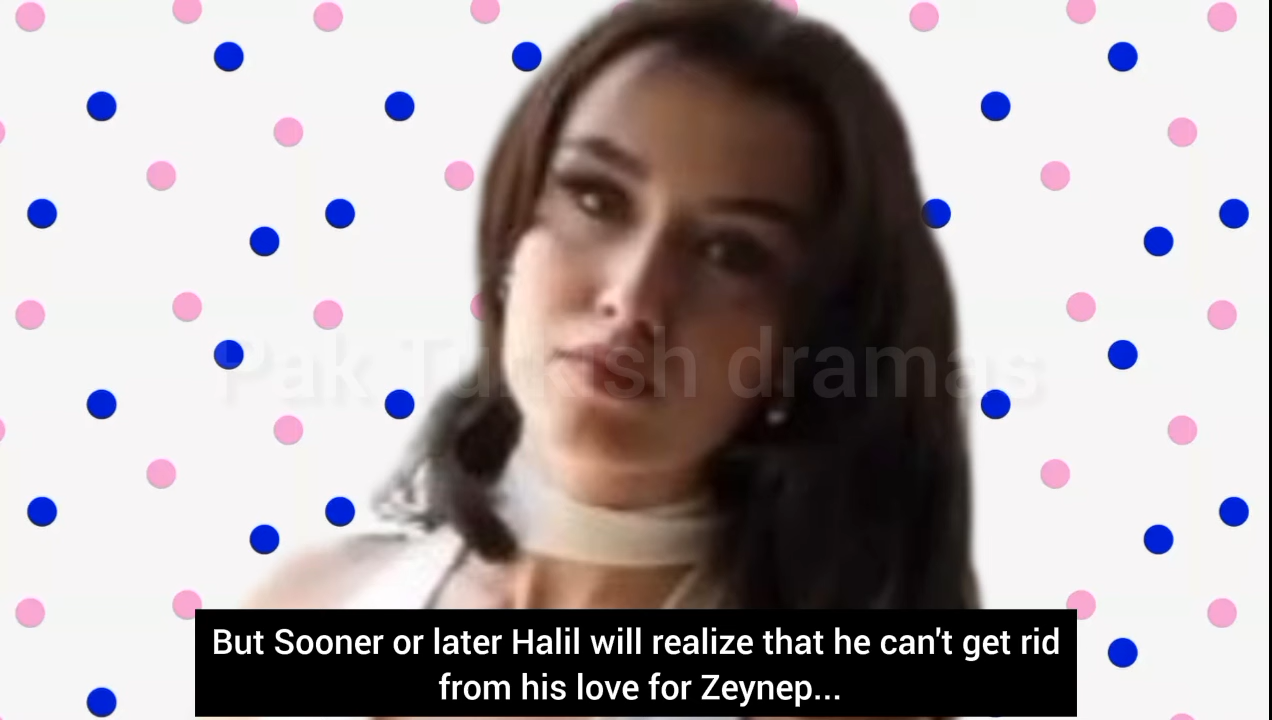 Pak Turkish dramas
But Sooner or later Halil will realize that he can't get rid
from his love for Zeynep...